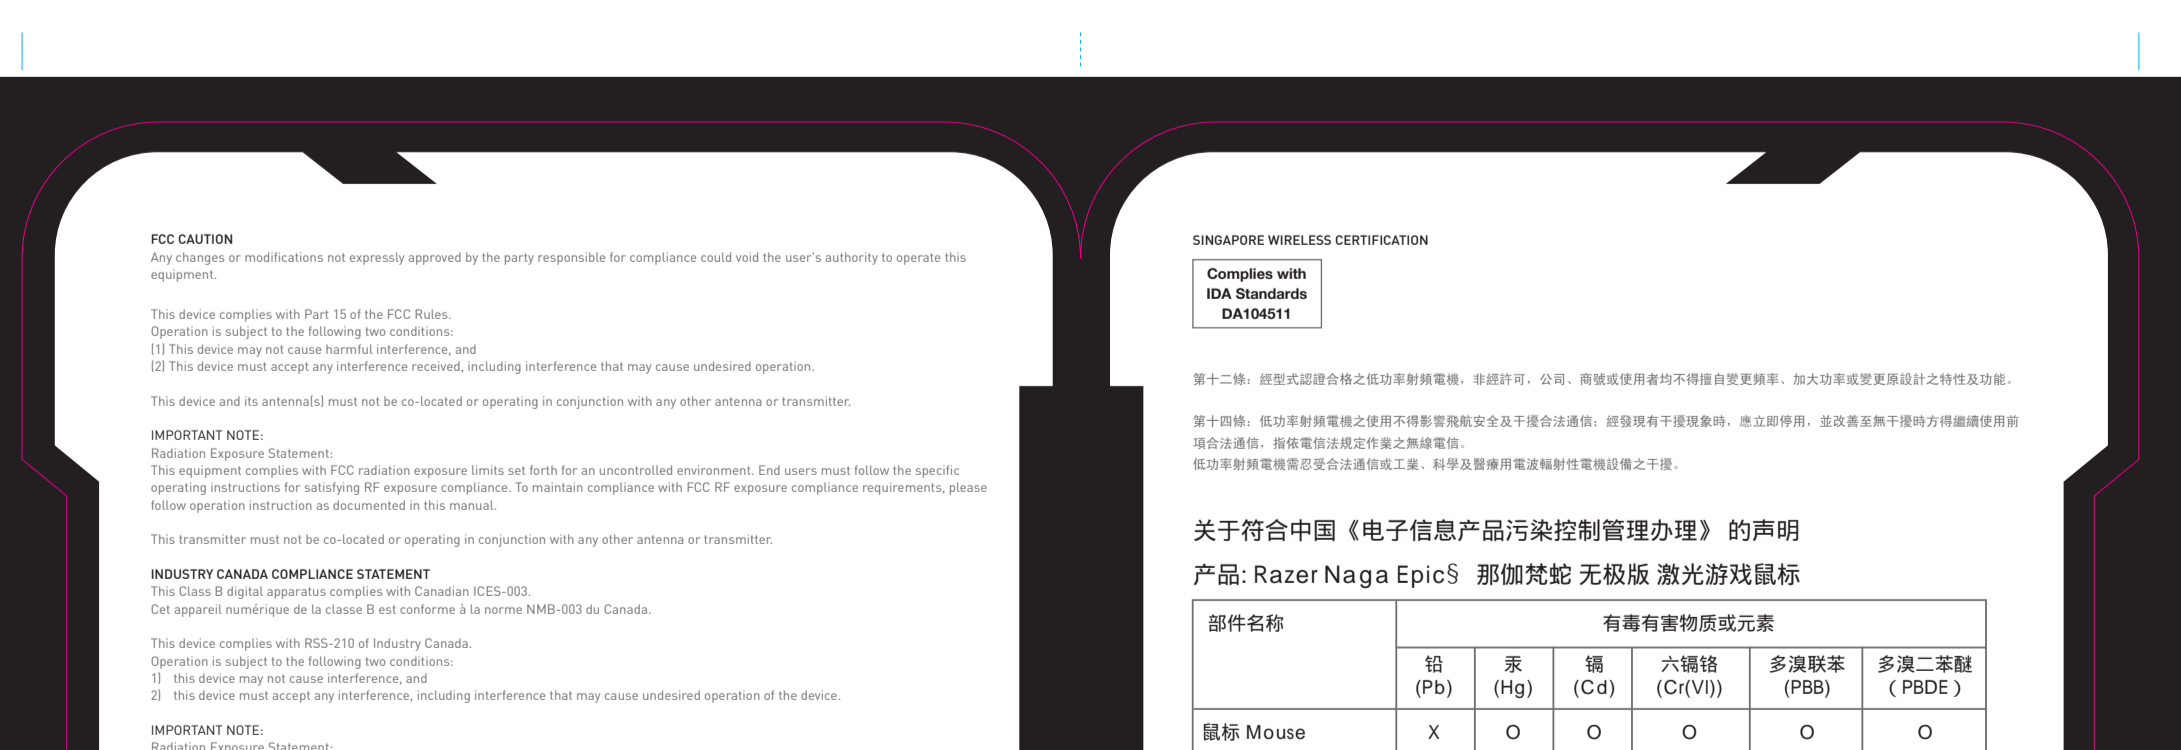 FCC CAUTION
Any changes or modifications not expressly approved by the party responsible for compliance could void the user's authority to operate this
equipment.
This device complies with Part 15 of the FCC Rules.
Operation is subject to the following two conditions:
(1) This device may not cause harmful interference, and
(2) This device must accept any interference received, including interference that may cause undesired operation.
This device and its antenna(s) must not be co-located or operating in conjunction with any other antenna or transmitter.
IMPORTANT NOTE:
Radiation Exposure Statement:
This equipment complies with FCC radiation exposure limits set forth for an uncontrolled environment. End users must follow the specific
operating instructions for satisfying RF exposure compliance. To maintain compliance with FCC RF exposure compliance requirements, please
follow operation instruction as documented in this manual.
This transmitter must not be co-located or operating in conjunction with any other antenna or transmitter.
INDUSTRY CANADA COMPLIANCE STATEMENT
This Class B digital apparatus complies with Canadian ICES-003.
Cet appareil numérique de la classe B est conforme à la norme NMB-003 du Canada.
This device complies with RSS-210 of Industry Canada.
Operation is subject to the following two conditions:
1) this device may not cause interference, and
2) this device must accept any interference, including interference that may cause undesired operation of the device.
IMPORTANT NOTE:
Radiation Exposure Statement:
SINGAPORE WIRELESS CERTIFICATION
Complies with
IDA Standards
DA104511
第十二條：經型式認證合格之低功率射頻電機，非經許可，公司、商號或使用者均不得擅自變更頻率、加大功率或變更原設計之特性及功能。
第十四條：低功率射頻電機之使用不得影響飛航安全及干擾合法通信；經發現有干擾現象時，應立即停用，並改善至無干擾時方得繼續使用前
項合法通信，指依電信法規定作業之無線電信。
低功率射頻電機需忍受合法通信或工業、科學及醫療用電波輻射性電機設備之干擾。
关于符合中国《电子信息产品污染控制管理办理》 的声明
产品: Razer Naga Epic§ 那伽梵蛇 无极版 激光游戏鼠标
部件名称 有毒有害物质或元素
铅 汞 镉 六镉铬 多溴联苯 多溴二苯醚
(Pb) (Hg) (Cd) (Cr(VI)) (PBB) ( PBDE )
鼠标 Mouse X O O O O O